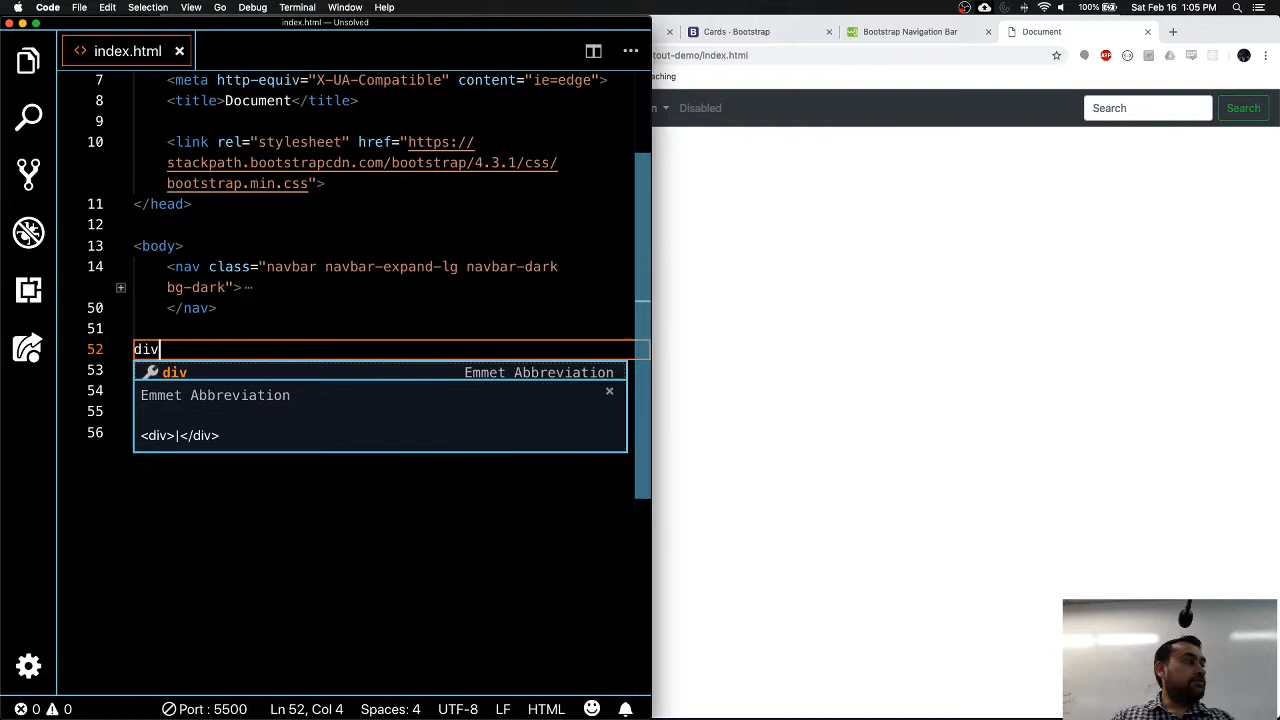 Code File Edit Selection View Go Debug Terminal Window Help 100% Sat Feb 16 1:05 PM
index.html — Unsolved
index.html
Cards · Bootstrap
Bootstrap Navigation Bar
Document
tout-demo/index.html
aching
n Disabled
Search
Search
7 <meta http-equiv="X-UA-Compatible" content="ie=edge">
8 <title>Document</title>
9
10 <link rel="stylesheet" href="https://
stackpath.bootstrapcdn.com/bootstrap/4.3.1/css/
bootstrap.min.css">
11 </head>
12
13 <body>
14 <nav class="navbar navbar-expand-lg navbar-dark
bg-dark">⋯
50 </nav>
51
52 div
53 div Emmet Abbreviation
54 Emmet Abbreviation
55
56 <div>|</div>
0 0 Port : 5500 Ln 52, Col 4 Spaces: 4 UTF-8 LF HTML